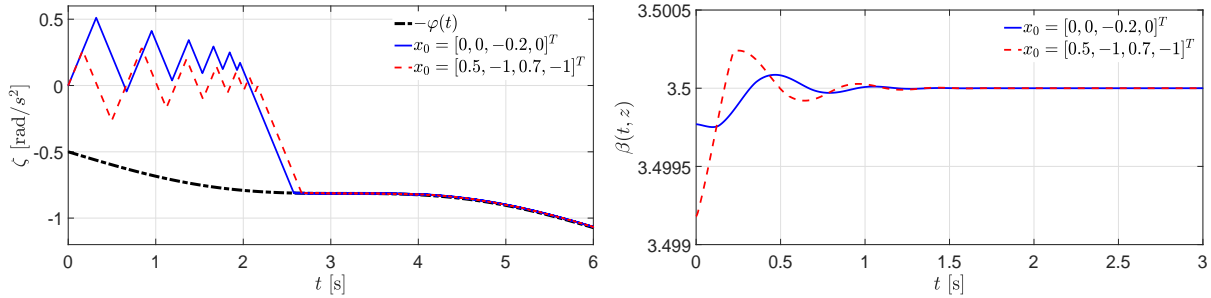 0.5
0
-0.5
-1
ζ [rad/s²]
0 1 2 3 4 5 6
t [s]
−φ(t)
x₀ = [0, 0, −0.2, 0]ᵀ
x₀ = [0.5, −1, 0.7, −1]ᵀ
3.5005
3.5
3.4995
3.499
β(t, z)
0 0.5 1 1.5 2 2.5 3
t [s]
x₀ = [0, 0, −0.2, 0]ᵀ
x₀ = [0.5, −1, 0.7, −1]ᵀ